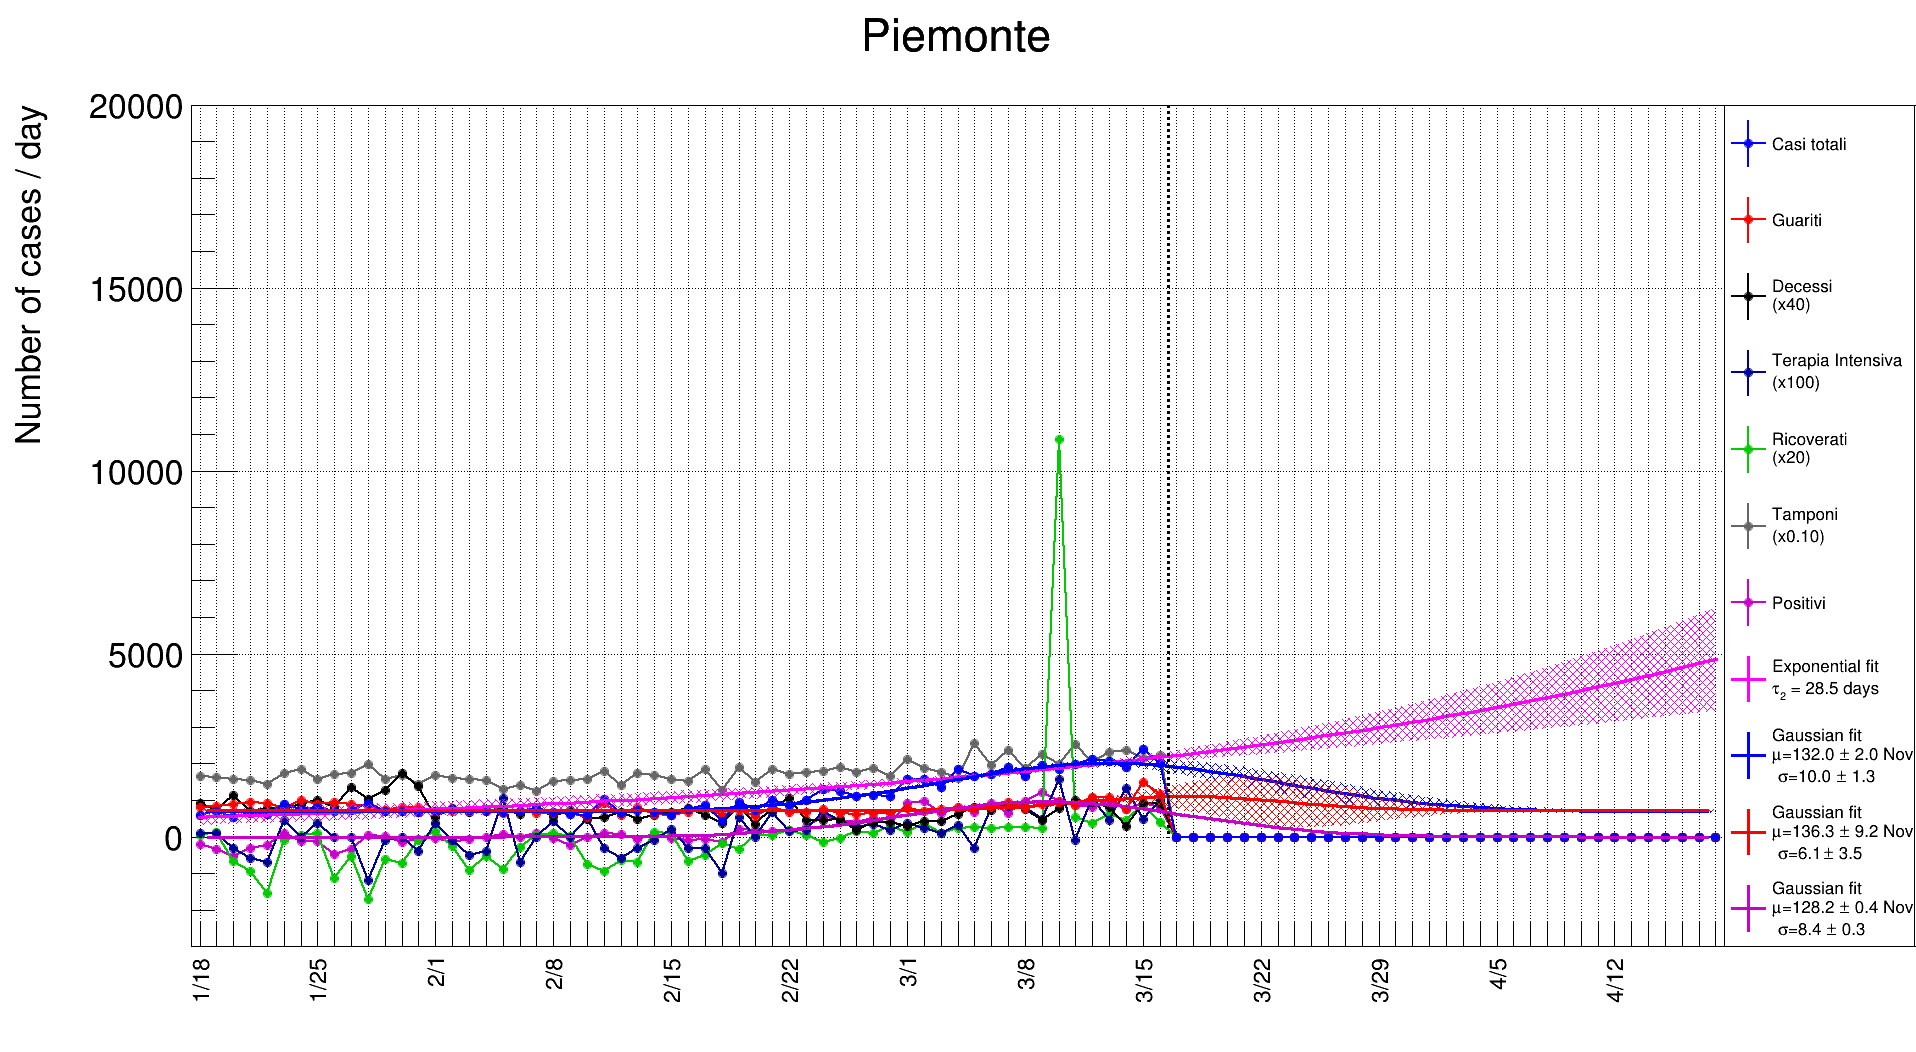 Piemonte
Number of cases / day
20000
15000
10000
5000
0
1/18
1/25
2/1
2/8
2/15
2/22
3/1
3/8
3/15
3/22
3/29
4/5
4/12
Casi totali
Guariti
Decessi
(x40)
Terapia Intensiva
(x100)
Ricoverati
(x20)
Tamponi
(x0.10)
Positivi
Exponential fit
τ2 = 28.5 days
Gaussian fit
μ=132.0 ± 2.0 Nov
σ=10.0 ± 1.3
Gaussian fit
μ=136.3 ± 9.2 Nov
σ=6.1 ± 3.5
Gaussian fit
μ=128.2 ± 0.4 Nov
σ=8.4 ± 0.3